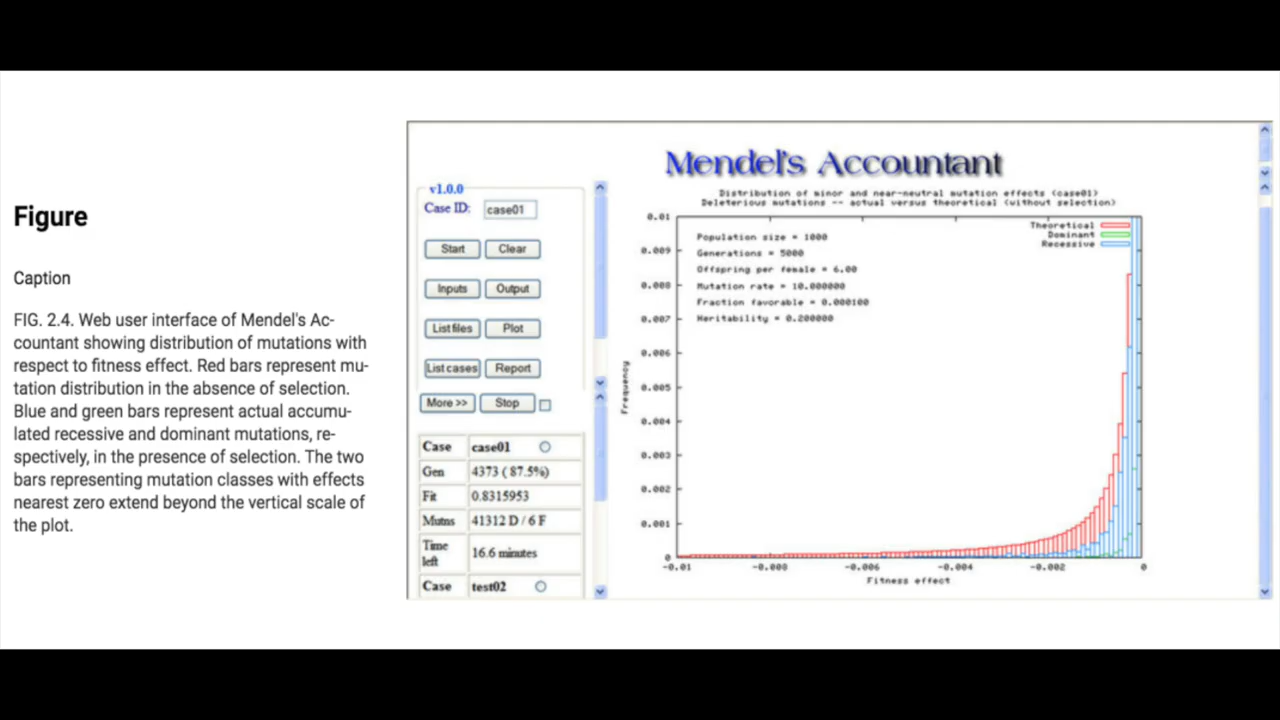 Figure
Caption
FIG. 2.4. Web user interface of Mendel's Ac-
countant showing distribution of mutations with
respect to fitness effect. Red bars represent mu-
tation distribution in the absence of selection.
Blue and green bars represent actual accumu-
lated recessive and dominant mutations, re-
spectively, in the presence of selection. The two
bars representing mutation classes with effects
nearest zero extend beyond the vertical scale of
the plot.
v1.0.0
Case ID: case01
Start Clear
Inputs Output
List files Plot
List cases Report
More >> Stop
Case case01
Gen 4373 ( 87.5%)
Fit 0.8315953
Mutns 41312 D / 6 F
Time
left 16.6 minutes
Case test02
Mendel's Accountant
Distribution of minor and near-neutral mutation effects (case01)
Deleterious mutations -- actual versus theoretical (without selection)
Population size = 1000
Generations = 5000
Offspring per female = 6.00
Mutation rate = 10.000000
Fraction favorable = 0.000100
Heritability = 0.200000
Theoretical
Dominant
Recessive
Frequency
0.01
0.009
0.008
0.007
0.006
0.005
0.004
0.003
0.002
0.001
0
-0.01 -0.008 -0.006 -0.004 -0.002 0
Fitness effect